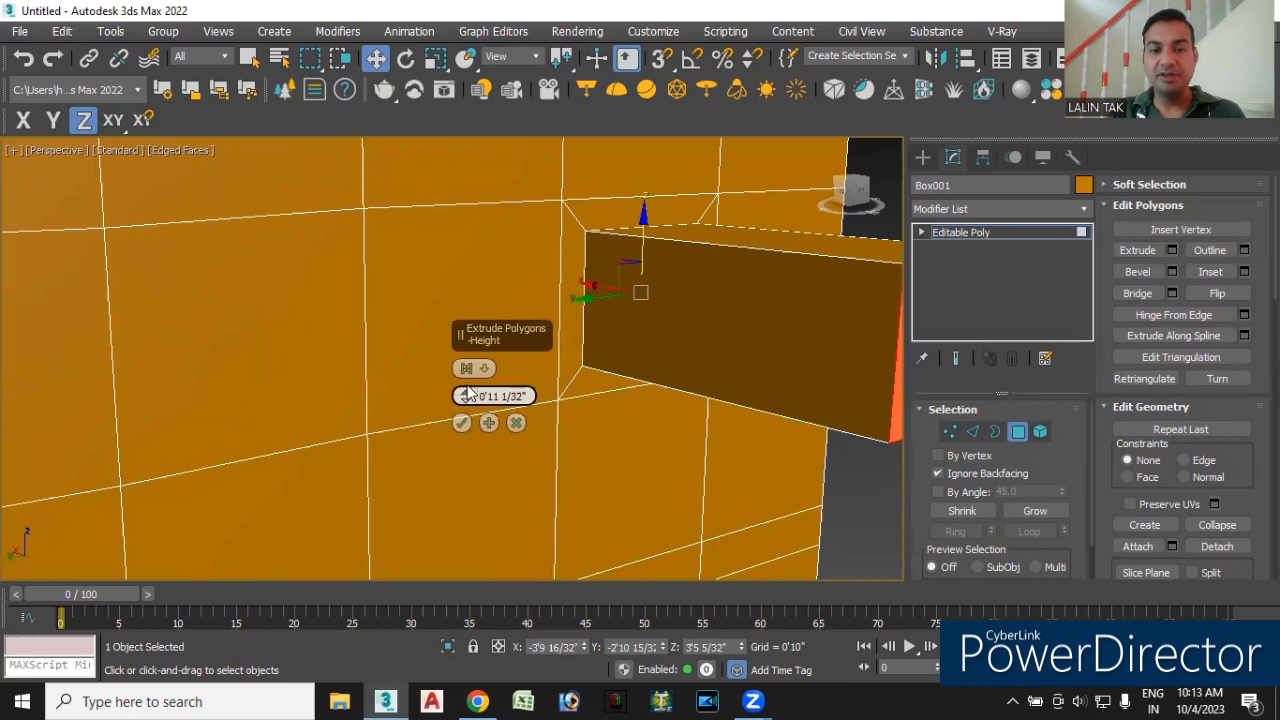 Untitled - Autodesk 3ds Max 2022
File Edit Tools Group Views Create Modifiers Animation Graph Editors Rendering Customize Scripting Content Civil View Substance V-Ray
All View Create Selection Se
C:\Users\h...s Max 2022
X Y Z XY
LALIN TAK
[+] [Perspective] [Standard] [Edged Faces]
Extrude Polygons
-Height
0'11 1/32"
Box001
Modifier List
Editable Poly
Selection
By Vertex
Ignore Backfacing
By Angle: 45.0
Shrink Grow
Ring Loop
Preview Selection
Off SubObj Multi
Soft Selection
Edit Polygons
Insert Vertex
Extrude Outline
Bevel Inset
Bridge Flip
Hinge From Edge
Extrude Along Spline
Edit Triangulation
Retriangulate Turn
Edit Geometry
Repeat Last
Constraints
None Edge
Face Normal
Preserve UVs
Create Collapse
Attach Detach
Slice Plane Split
0 / 100
0 5 10 15 20 25 30 35 40 45 50 55 60 65 70 75
1 Object Selected X: -3'9 16/32" Y: -2'10 15/32 Z: 3'5 5/32" Grid = 0'10"
MAXScript Mi Click or click-and-drag to select objects Enabled: 0 Add Time Tag 0
CyberLink
PowerDirector
Type here to search
ENG
IN
10:13 AM
10/4/2023
3